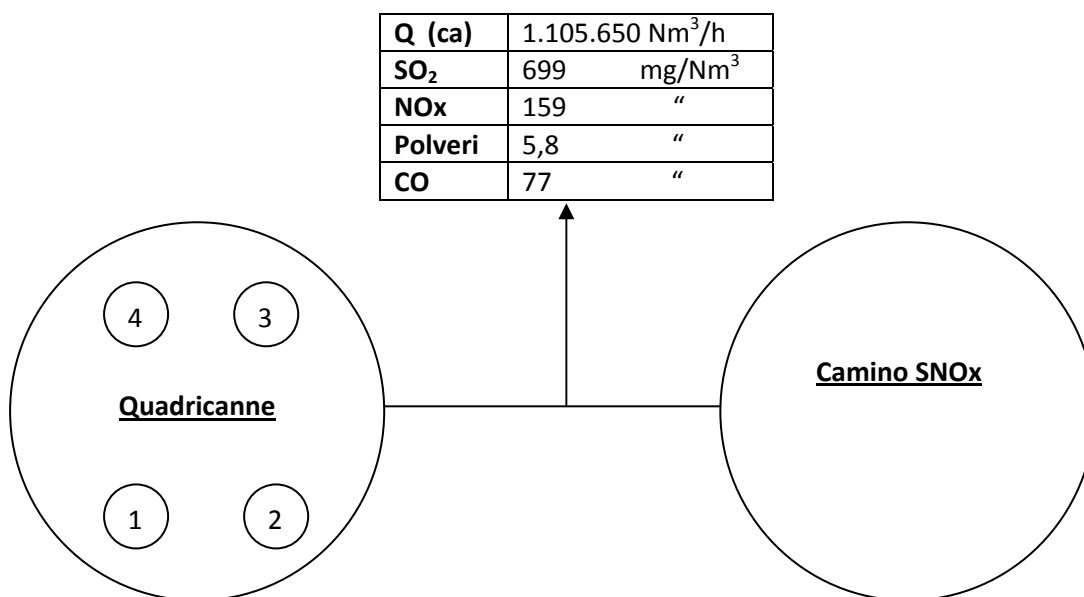 Q (ca) 1.105.650 Nm³/h
SO₂ 699 mg/Nm³
NOx 159 “
Polveri 5,8 “
CO 77 “
4 3
Camino SNOx
Quadricanne
1 2